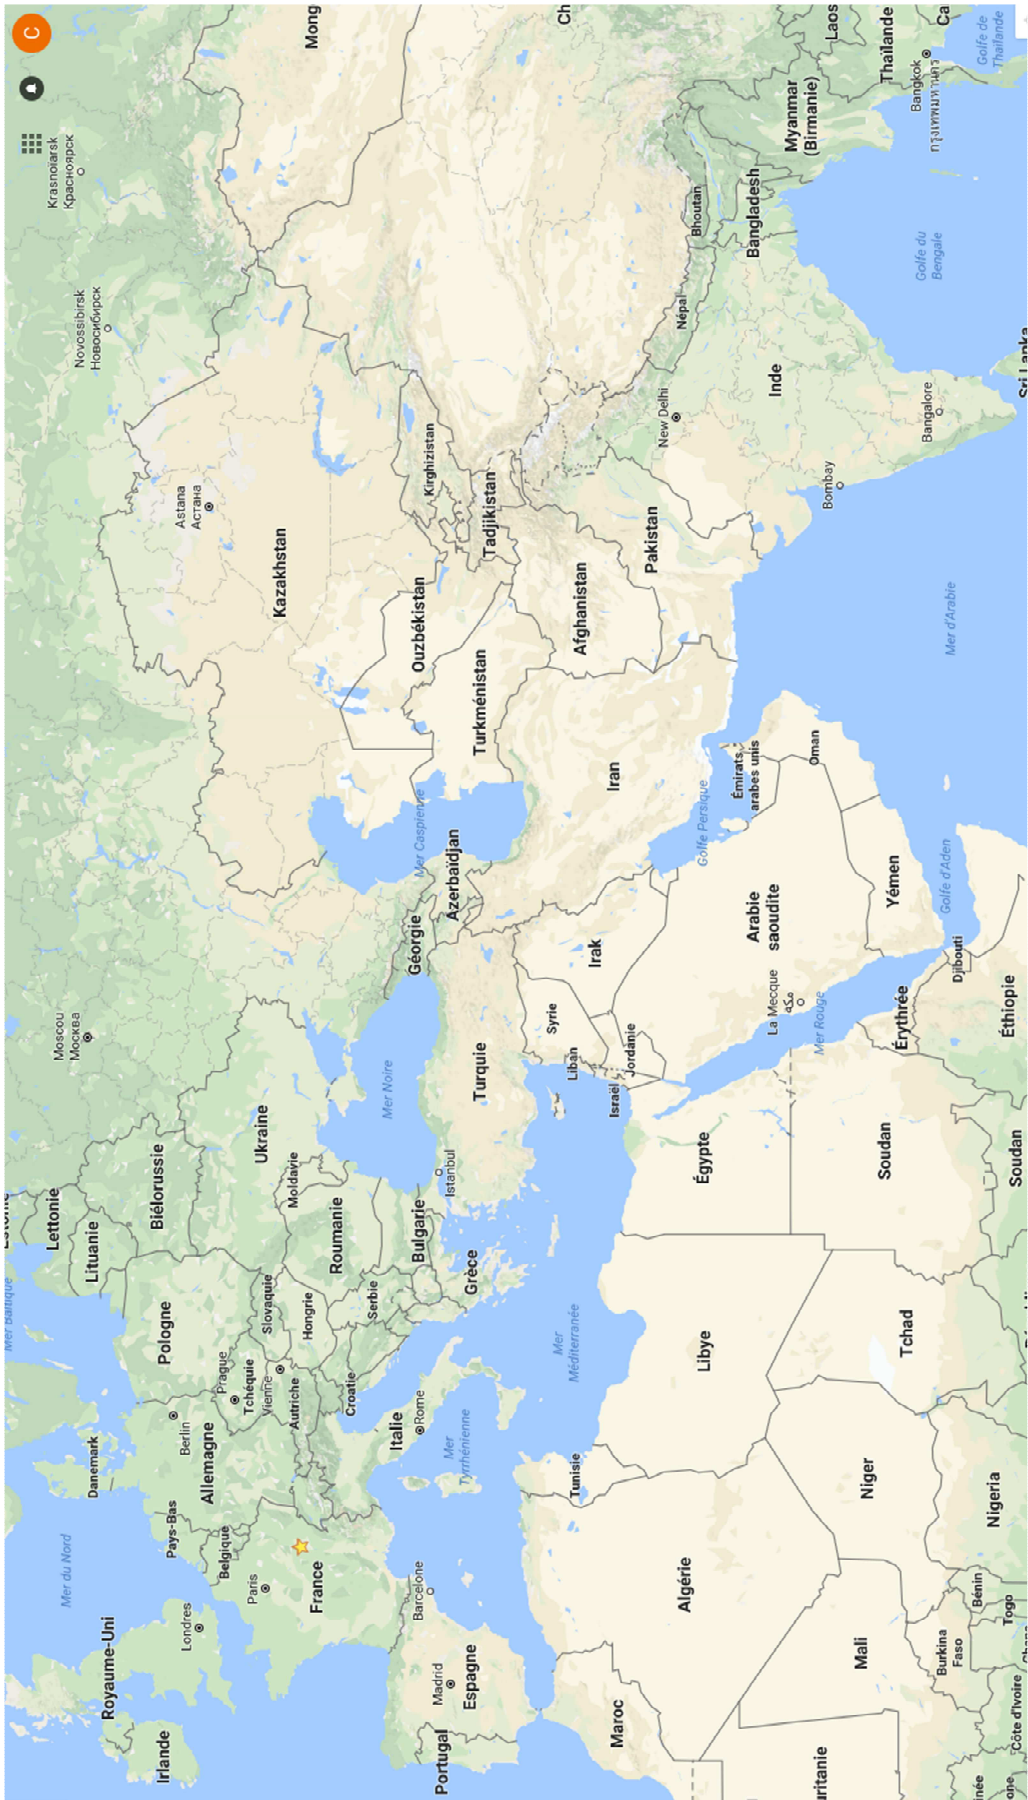 Krasnoïarsk
Красноярск
C
Novossibirsk
Новосибирск
Moscou
Москва
Astana
Астана
Kazakhstan
Mong
Ch
Laos
Thaïlande
Ca
Golfe de
Thaïlande
Bangkok
กรุงเทพมหานคร
Myanmar
(Birmanie)
Bangladesh
Bhoutan
Népal
Golfe du
Bengale
Inde
New Delhi
Bangalore
Bombay
Sri Lanka
Kirghizistan
Tadjikistan
Ouzbékistan
Turkménistan
Afghanistan
Pakistan
Mer d'Arabie
Iran
Mer Caspienne
Azerbaïdjan
Géorgie
Golfe Persique
Émirats
arabes unis
Oman
Arabie
saoudite
Yémen
Golfe d'Aden
Irak
Syrie
Liban
Jordanie
Israël
La Mecque
مكة
Mer Rouge
Djibouti
Érythrée
Éthiopie
Turquie
Mer Noire
Istanbul
Ukraine
Moldavie
Biélorussie
Lettonie
Lituanie
Mer Baltique
Roumanie
Bulgarie
Grèce
Serbie
Hongrie
Slovaquie
Pologne
Prague
Tchéquie
Vienne
Autriche
Croatie
Italie
Rome
Mer
Tyrrhénienne
Mer
Méditerranée
Égypte
Soudan
Soudan
Libye
Tchad
Niger
Nigeria
Tunisie
Algérie
Danemark
Berlin
Allemagne
Pays-Bas
Belgique
Paris
France
Mer du Nord
Royaume-Uni
Londres
Irlande
Barcelone
Madrid
Espagne
Portugal
Maroc
Mali
Burkina
Faso
Bénin
Togo
Côte d'Ivoire